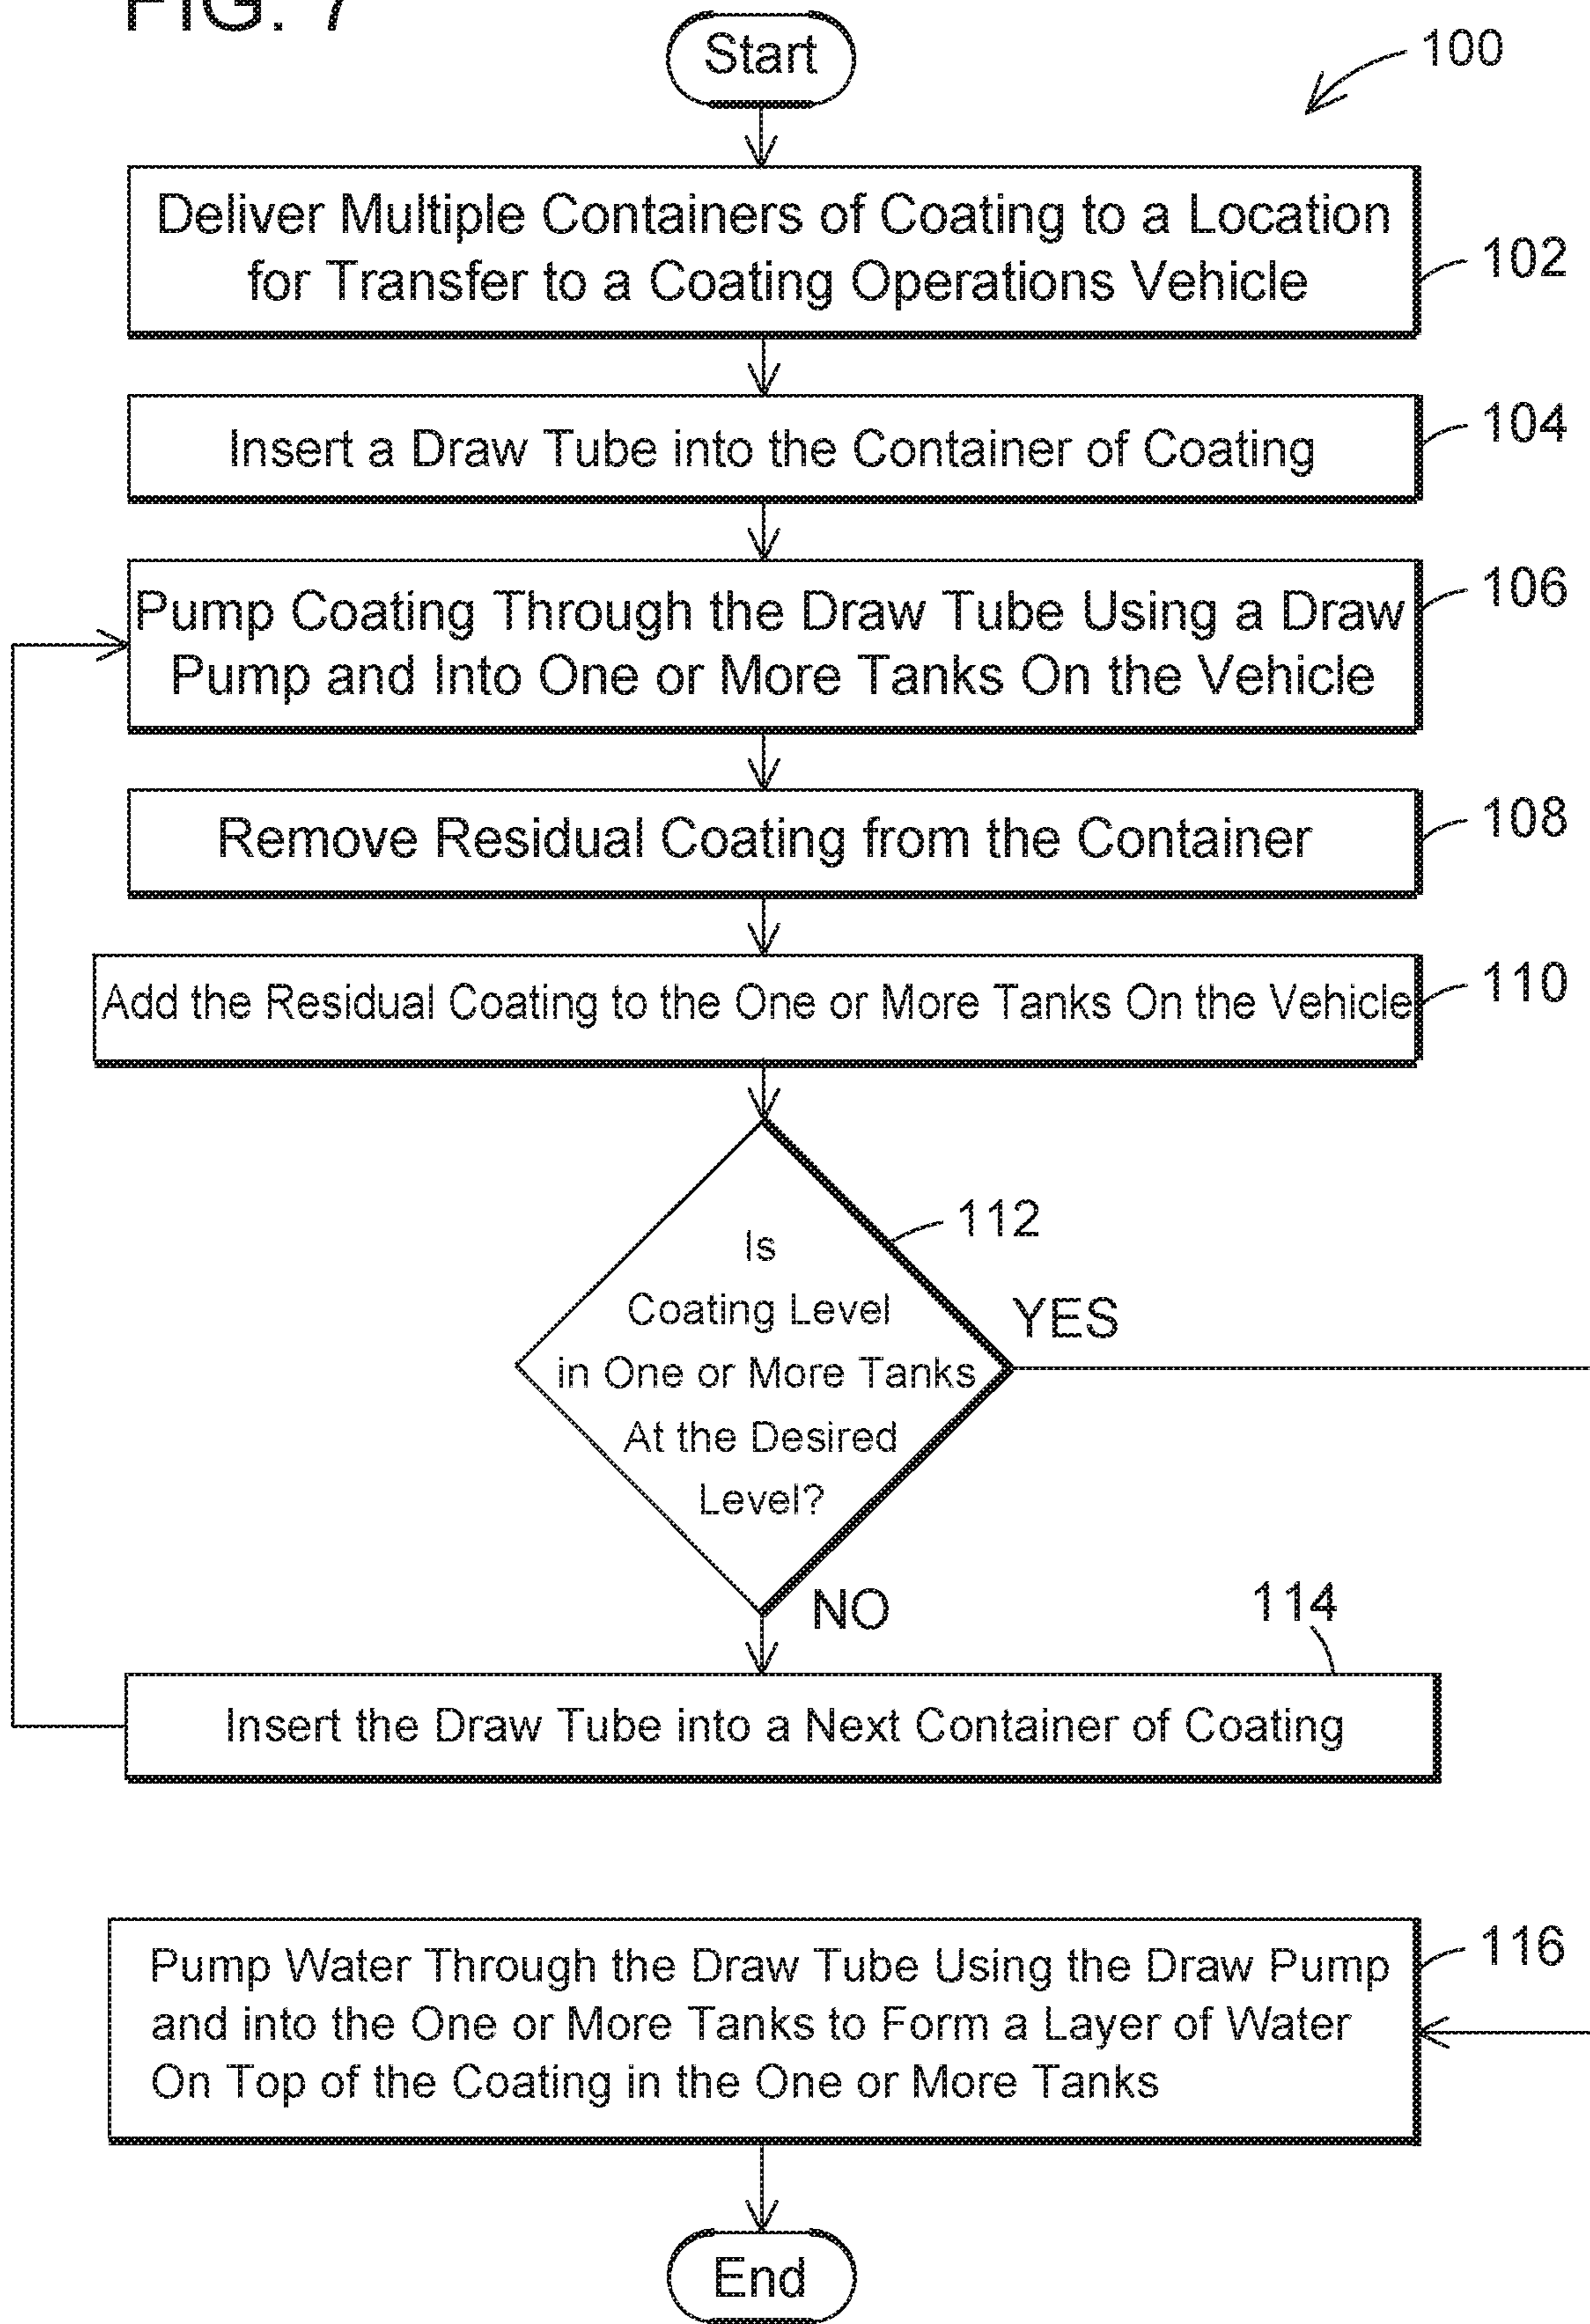 FIG. 7
Start
100
Deliver Multiple Containers of Coating to a Location
for Transfer to a Coating Operations Vehicle
102
Insert a Draw Tube into the Container of Coating
104
Pump Coating Through the Draw Tube Using a Draw
Pump and Into One or More Tanks On the Vehicle
106
Remove Residual Coating from the Container
108
Add the Residual Coating to the One or More Tanks On the Vehicle
110
Is
Coating Level
in One or More Tanks
At the Desired
Level?
112
YES
NO
114
Insert the Draw Tube into a Next Container of Coating
Pump Water Through the Draw Tube Using the Draw Pump
and into the One or More Tanks to Form a Layer of Water
On Top of the Coating in the One or More Tanks
116
End